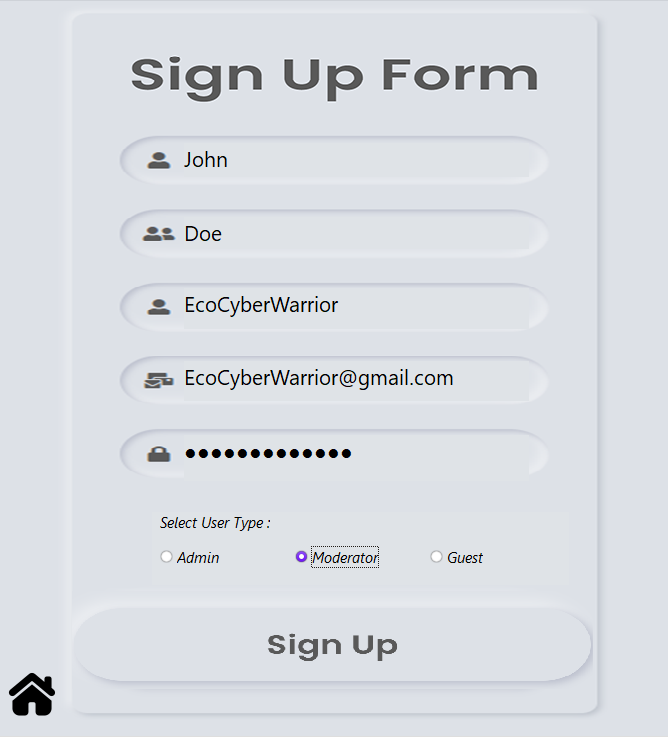 Sign Up Form
John
Doe
EcoCyberWarrior
EcoCyberWarrior@gmail.com
●●●●●●●●●●●●●
Select User Type :
Admin Moderator Guest
Sign Up